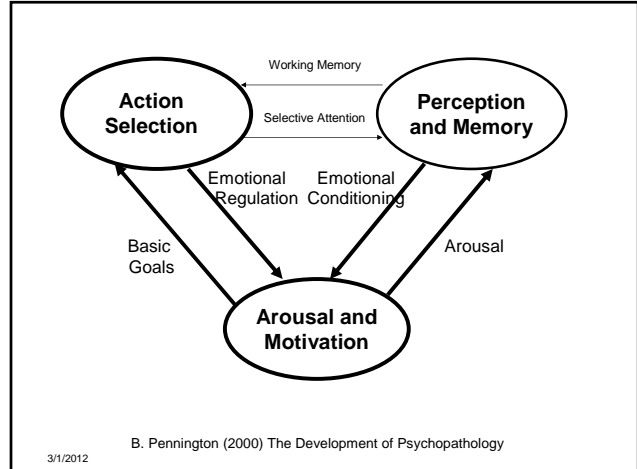 Working Memory
Action
Selection
Perception
and Memory
Selective Attention
Emotional
Regulation
Emotional
Conditioning
Basic
Goals
Arousal
Arousal and
Motivation
B. Pennington (2000) The Development of Psychopathology
3/1/2012